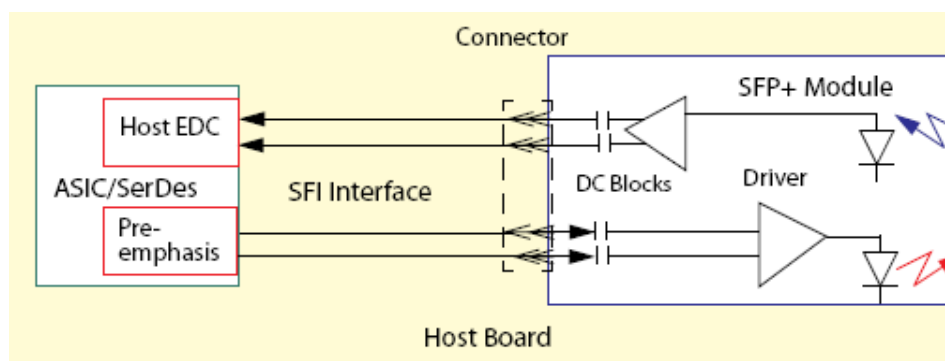 Connector
SFP+ Module
Host EDC
ASIC/SerDes
SFI Interface
DC Blocks
Driver
Pre-
emphasis
Host Board